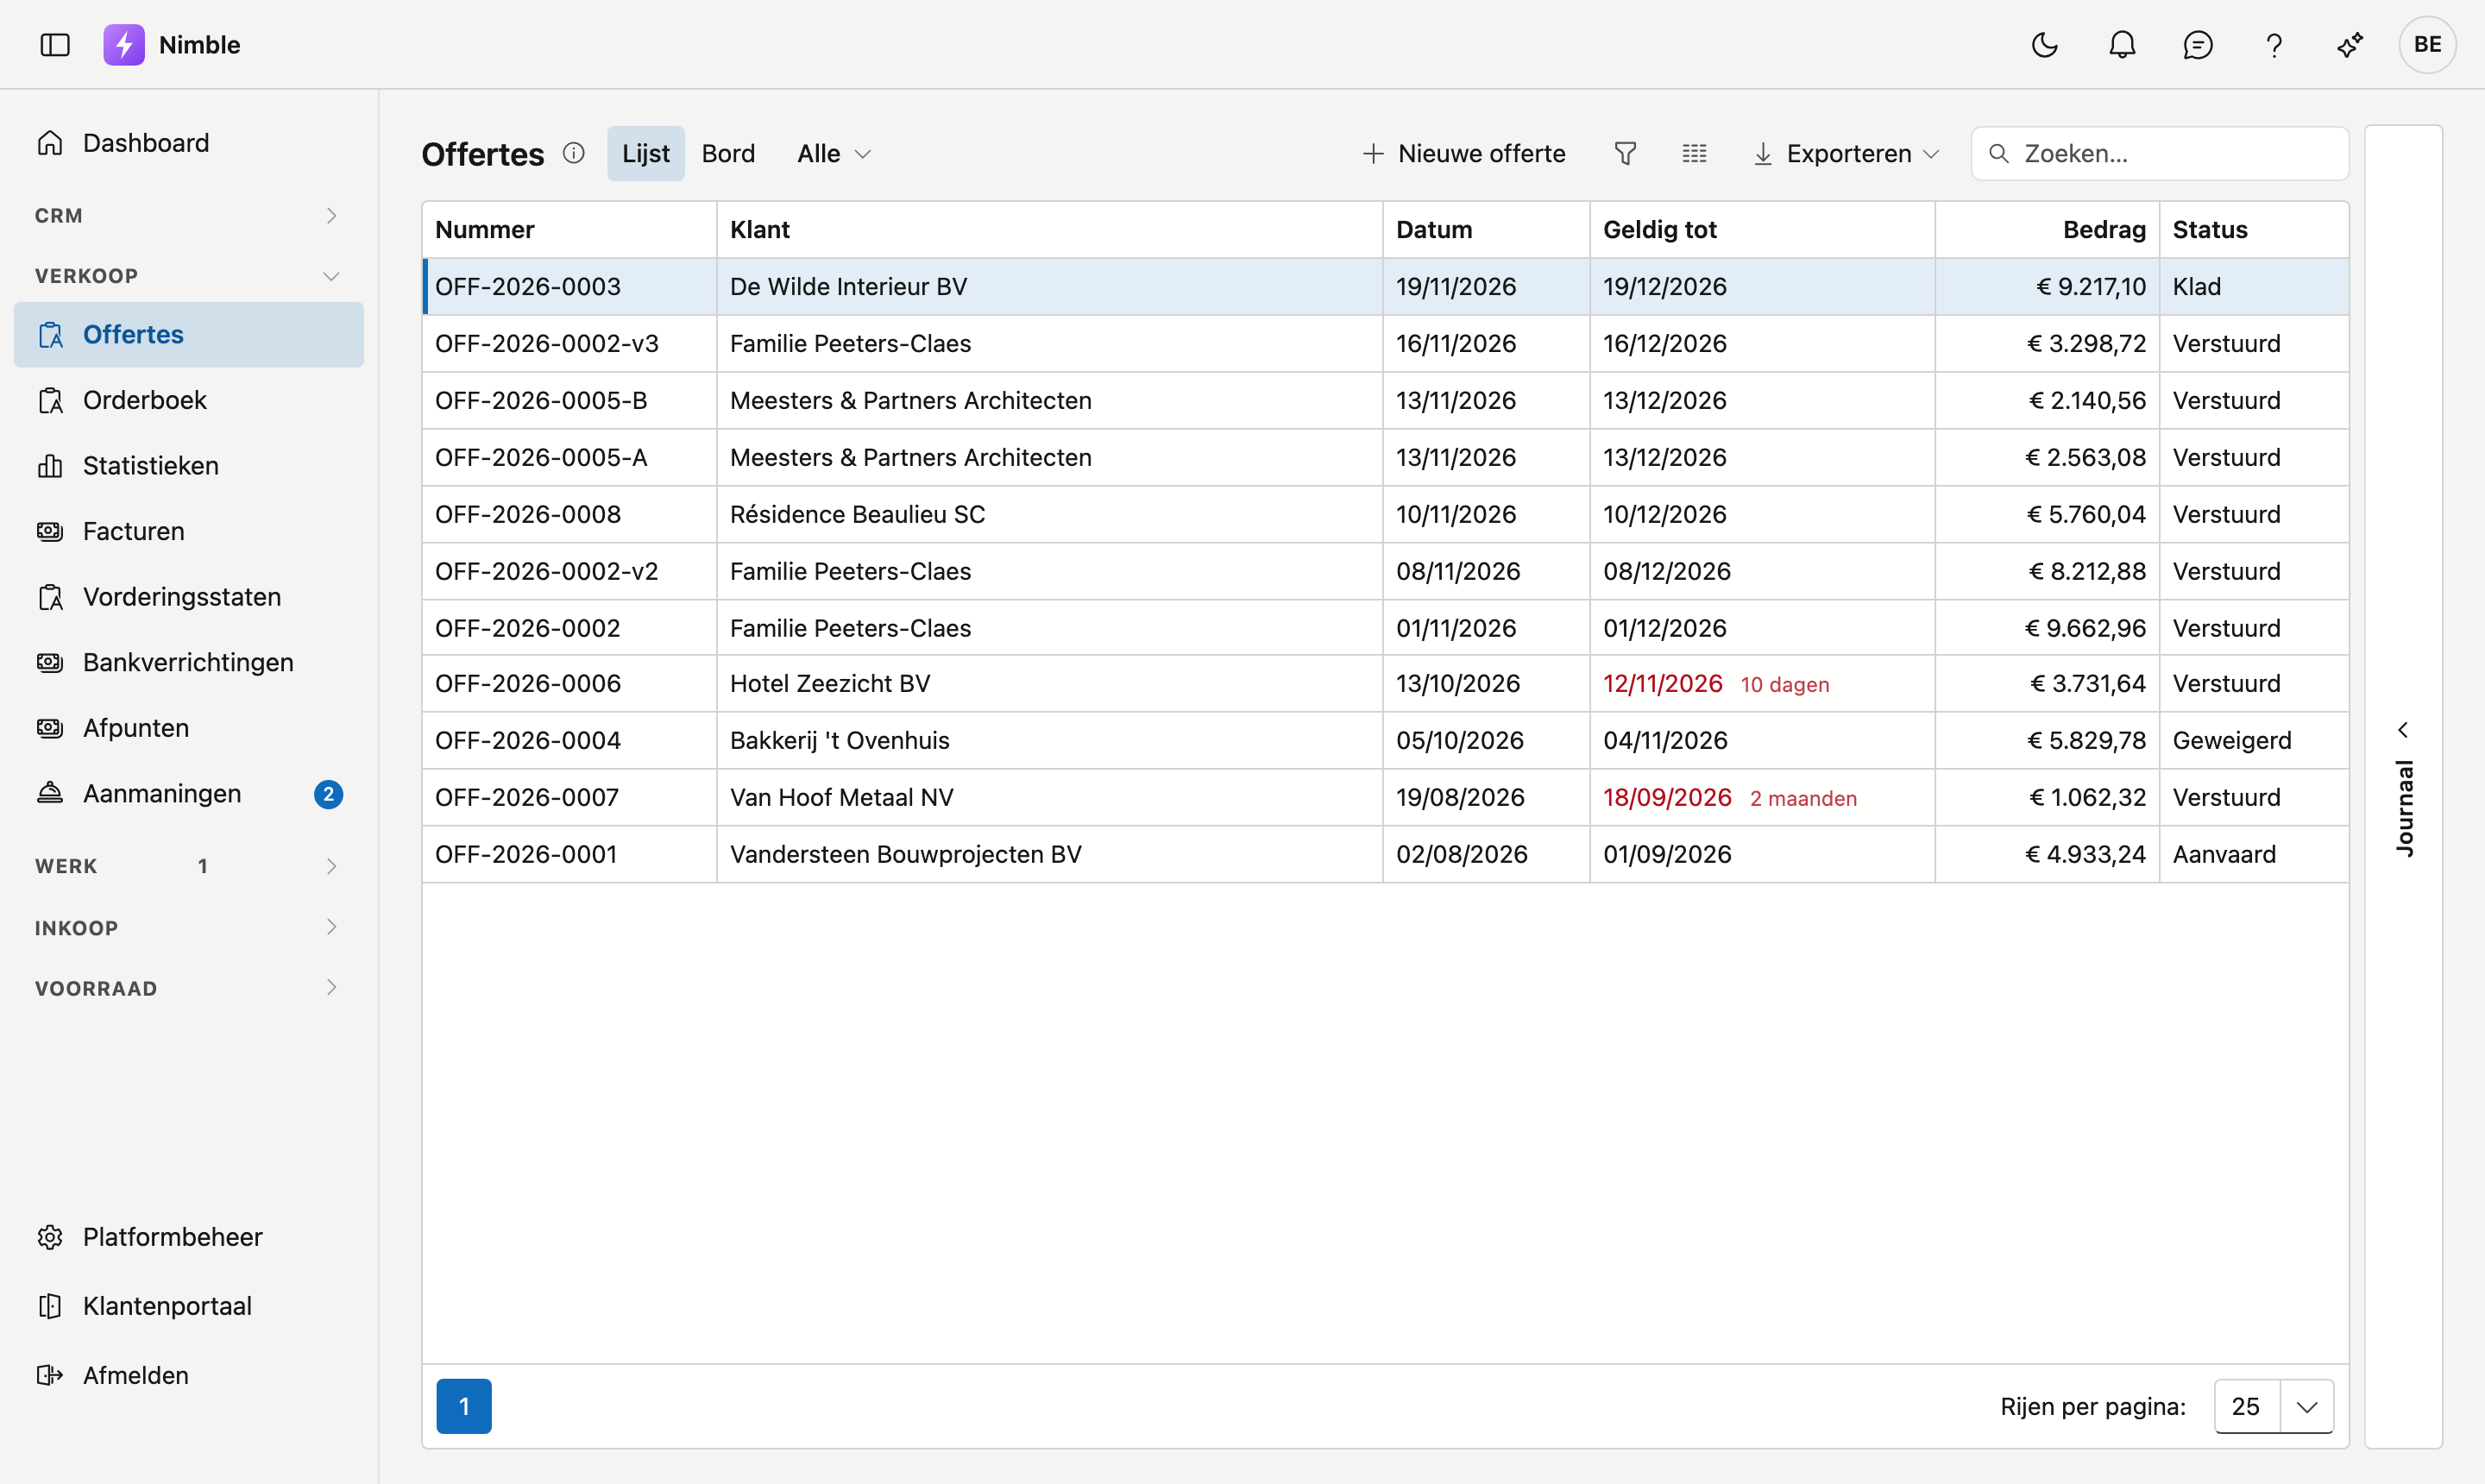 Nimble
BE
Dashboard
CRM
VERKOOP
Offertes
Orderboek
Statistieken
Facturen
Vorderingsstaten
Bankverrichtingen
Afpunten
Aanmaningen 2
WERK 1
INKOOP
VOORRAAD
Platformbeheer
Klantenportaal
Afmelden
Offertes Lijst Bord Alle Nieuwe offerte Exporteren Zoeken...
Nummer Klant Datum Geldig tot Bedrag Status
OFF-2026-0003 De Wilde Interieur BV 19/11/2026 19/12/2026 € 9.217,10 Klad
OFF-2026-0002-v3 Familie Peeters-Claes 16/11/2026 16/12/2026 € 3.298,72 Verstuurd
OFF-2026-0005-B Meesters & Partners Architecten 13/11/2026 13/12/2026 € 2.140,56 Verstuurd
OFF-2026-0005-A Meesters & Partners Architecten 13/11/2026 13/12/2026 € 2.563,08 Verstuurd
OFF-2026-0008 Résidence Beaulieu SC 10/11/2026 10/12/2026 € 5.760,04 Verstuurd
OFF-2026-0002-v2 Familie Peeters-Claes 08/11/2026 08/12/2026 € 8.212,88 Verstuurd
OFF-2026-0002 Familie Peeters-Claes 01/11/2026 01/12/2026 € 9.662,96 Verstuurd
OFF-2026-0006 Hotel Zeezicht BV 13/10/2026 12/11/2026 10 dagen € 3.731,64 Verstuurd
OFF-2026-0004 Bakkerij 't Ovenhuis 05/10/2026 04/11/2026 € 5.829,78 Geweigerd
OFF-2026-0007 Van Hoof Metaal NV 19/08/2026 18/09/2026 2 maanden € 1.062,32 Verstuurd
OFF-2026-0001 Vandersteen Bouwprojecten BV 02/08/2026 01/09/2026 € 4.933,24 Aanvaard
1 Rijen per pagina: 25
Journaal